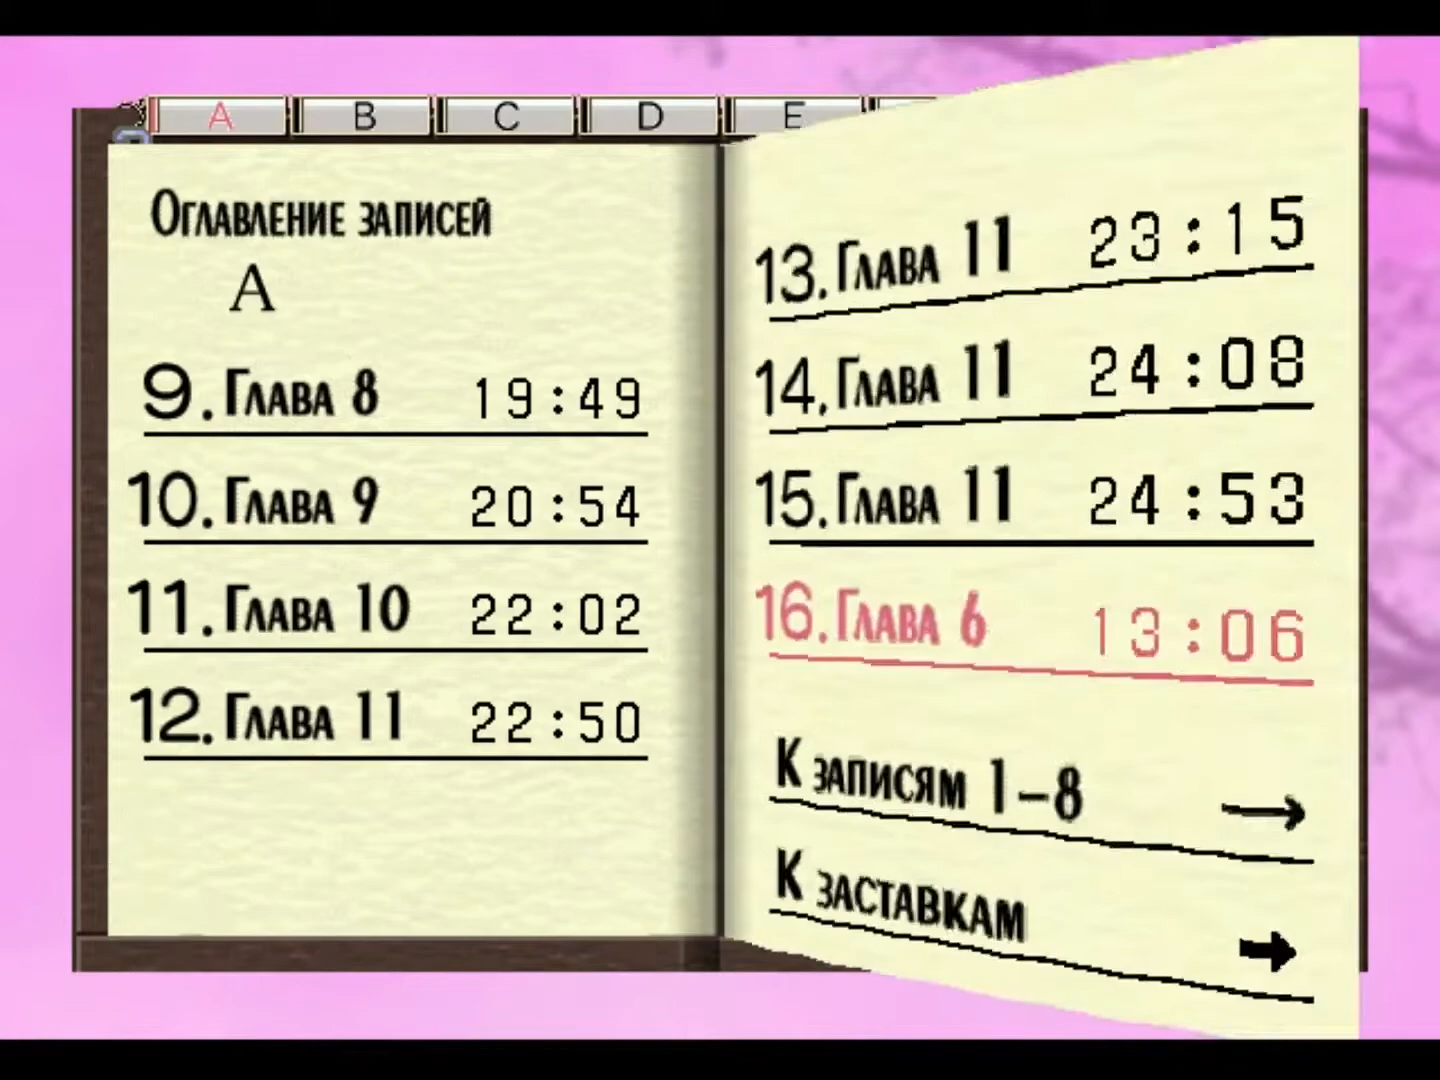 A B C D E
Оглавление записей
A
9. Глава 8 19:49
10. Глава 9 20:54
11. Глава 10 22:02
12. Глава 11 22:50
13. Глава 11 23:15
14. Глава 11 24:08
15. Глава 11 24:53
16. Глава 6 13:06
К записям 1–8 →
К заставкам →